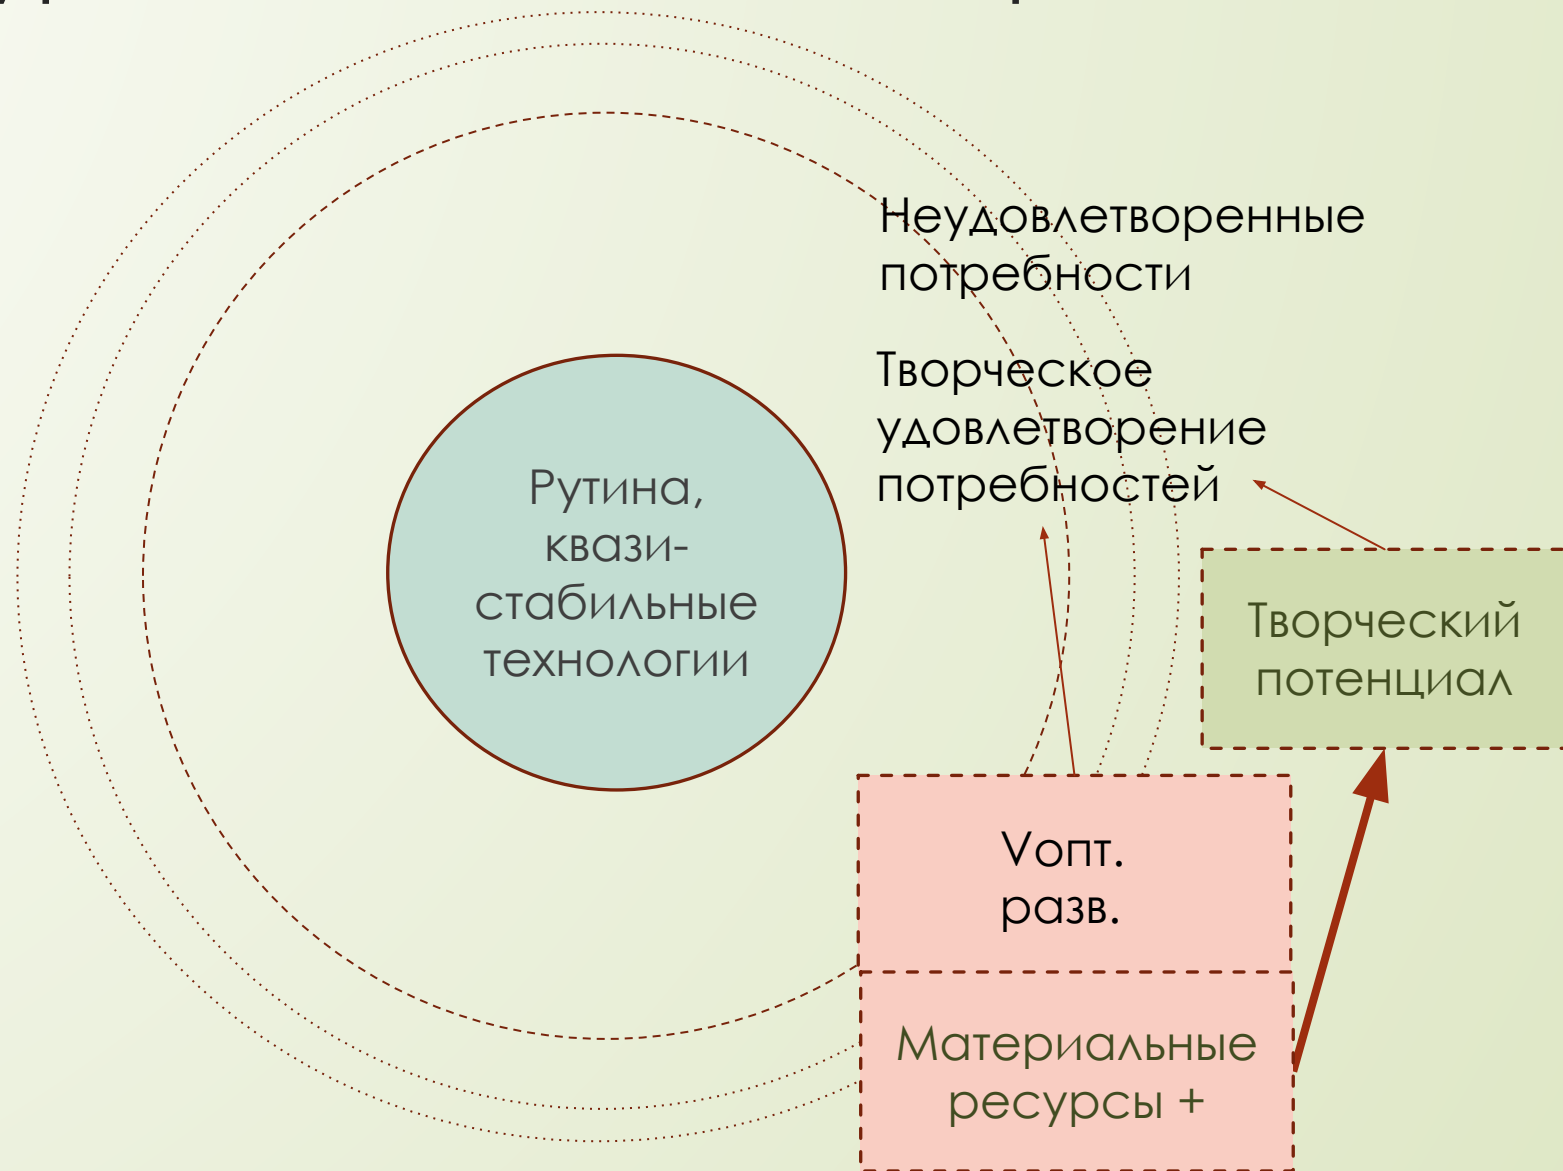 Неудовлетворенные
потребности
Творческое
удовлетворение
потребностей
Рутина,
квази-
стабильные
технологии
Творческий
потенциал
Vопт.
разв.
Материальные
ресурсы +